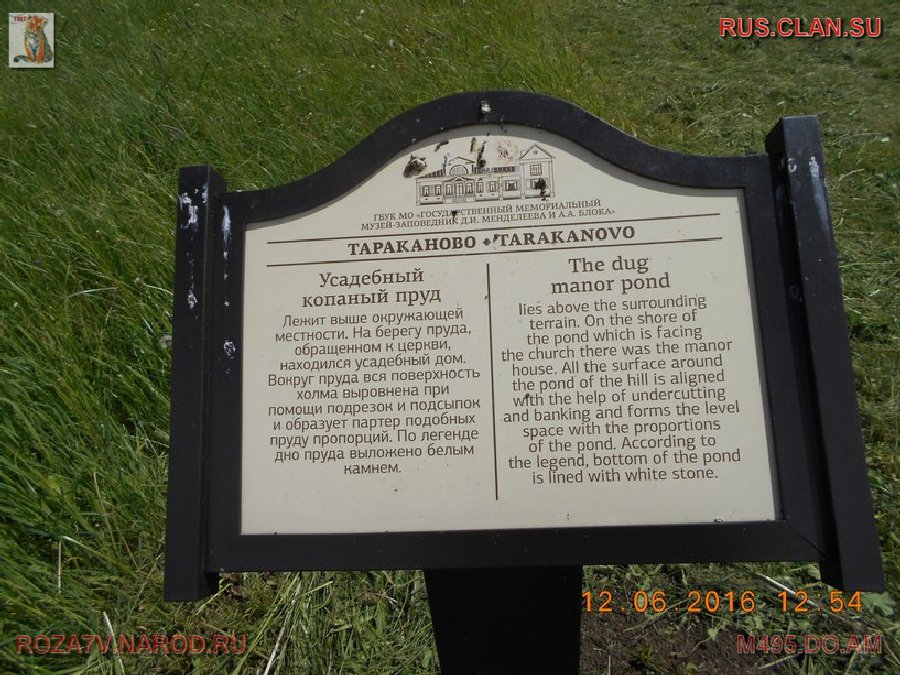 1967
RUS.CLAN.SU
ГБУК МО «ГОСУДАРСТВЕННЫЙ МЕМОРИАЛЬНЫЙ
МУЗЕЙ-ЗАПОВЕДНИК Д.И. МЕНДЕЛЕЕВА И А.А. БЛОКА»
ТАРАКАНОВО TARAKANOVO
Усадебный
копаный пруд
Лежит выше окружающей
местности. На берегу пруда,
обращенном к церкви,
находился усадебный дом.
Вокруг пруда вся поверхность
холма выровнена при
помощи подрезок и подсыпок
и образует партер подобных
пруду пропорций. По легенде
дно пруда выложено белым
камнем.
The dug
manor pond
lies above the surrounding
terrain. On the shore of
the pond which is facing
the church there was the manor
house. All the surface around
the pond of the hill is aligned
with the help of undercutting
and banking and forms the level
space with the proportions
of the pond. According to
the legend, bottom of the pond
is lined with white stone.
12.06 2016 12:54
ROZA7V.NAROD.RU
M495.DO.AM